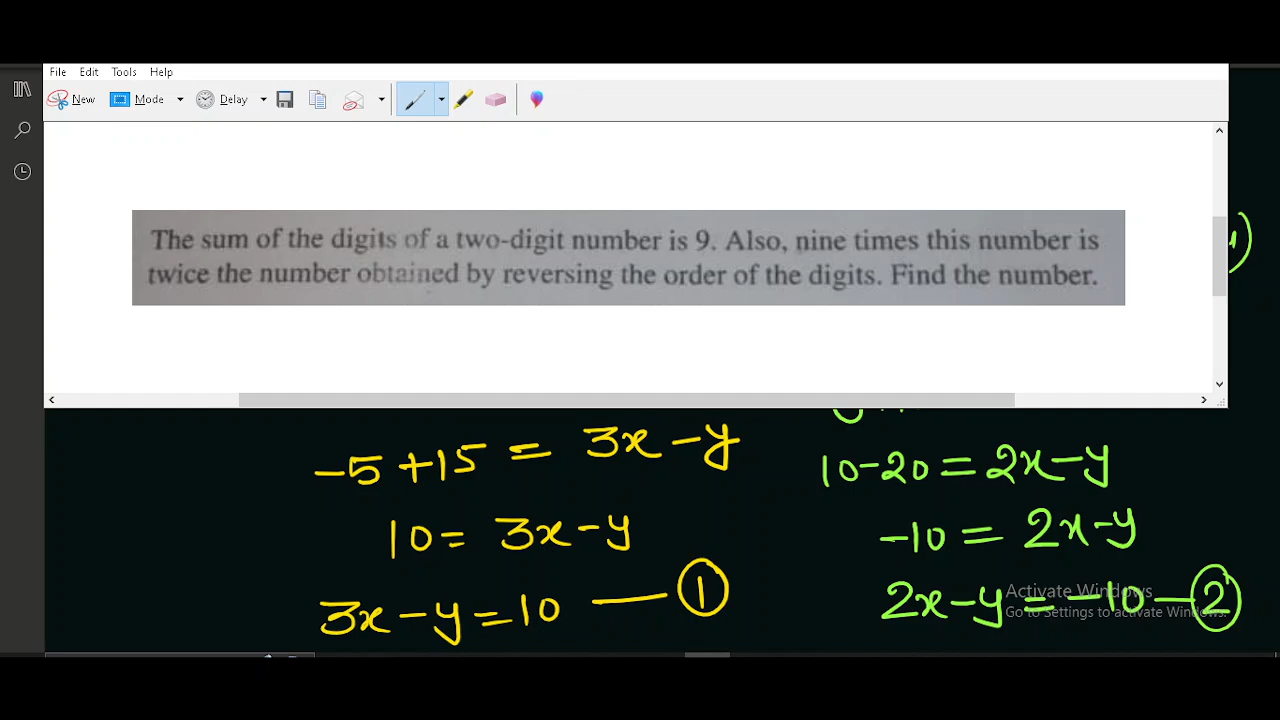 File Edit Tools Help
New Mode Delay
The sum of the digits of a two-digit number is 9. Also, nine times this number is
twice the number obtained by reversing the order of the digits. Find the number.
-5 +15 = 3x -y
10 = 3x -y
3x - y = 10 — 1
10-20 = 2x-y
-10 = 2x-y
2x-y = -10 - 2
Activate Windows
Go to Settings to activate Windows.